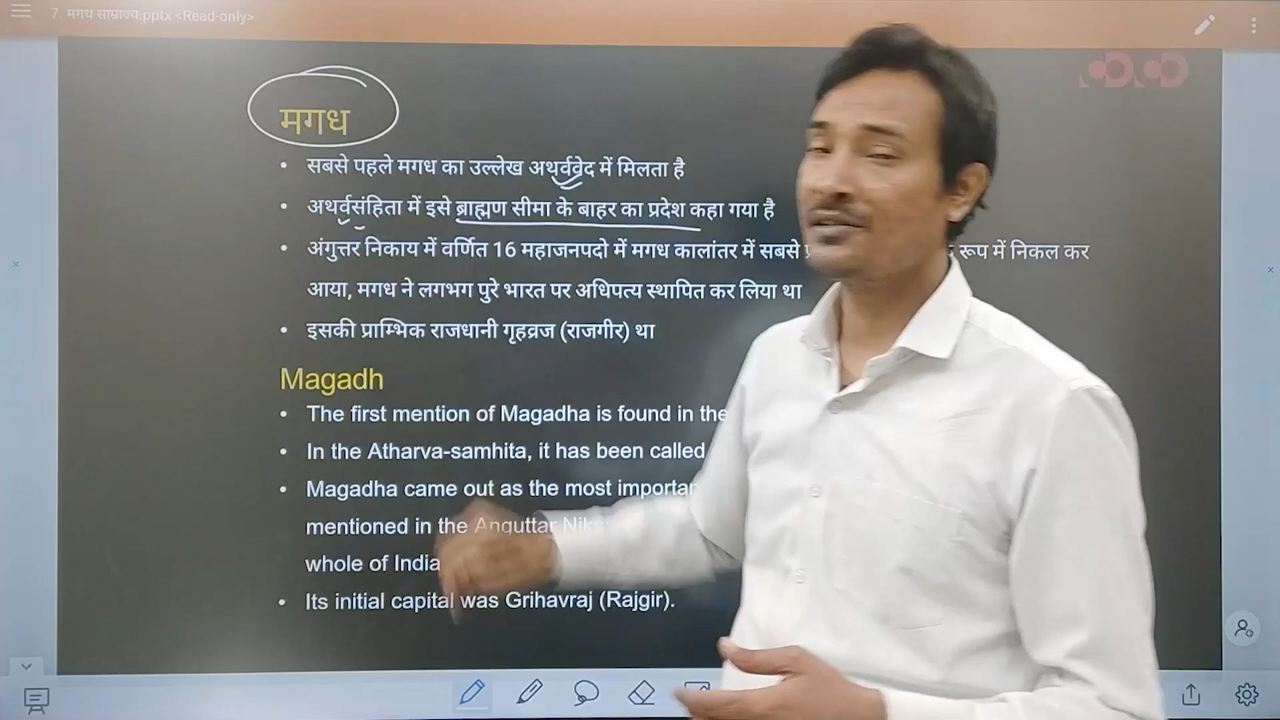 7. मगध साम्राज्य.pptx <Read-only>
मगध
• सबसे पहले मगध का उल्लेख अथर्ववेद में मिलता है
• अथर्वसंहिता में इसे ब्राह्मण सीमा के बाहर का प्रदेश कहा गया है
• अंगुत्तर निकाय में वर्णित 16 महाजनपदो में मगध कालांतर में सबसे रूप में निकल कर
आया, मगध ने लगभग पुरे भारत पर अधिपत्य स्थापित कर लिया था
• इसकी प्राम्भिक राजधानी गृहव्रज (राजगीर) था
Magadh
• The first mention of Magadha is found in the
• In the Atharva-samhita, it has been called
• Magadha came out as the most importan
mentioned in the Anguttar Nik
whole of India
• Its initial capital was Grihavraj (Rajgir).